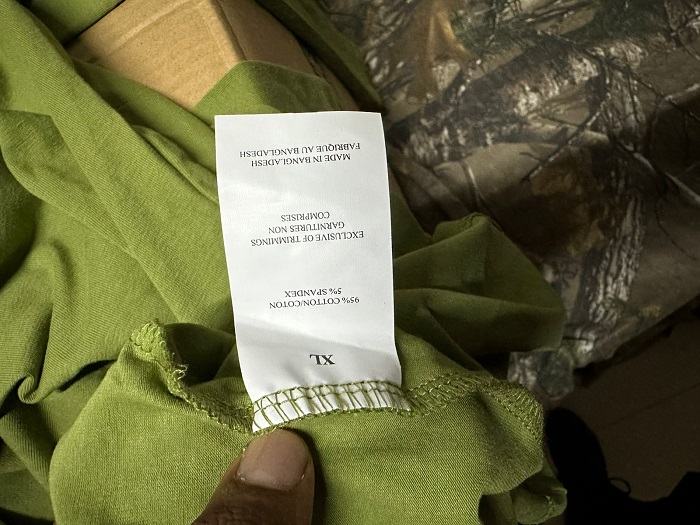 XL
95% COTTON/COTON
5% SPANDEX
EXCLUSIVE OF TRIMMINGS
GARNITURES NON
COMPRISES
MADE IN BANGLADESH
FABRIQUE AU BANGLADESH